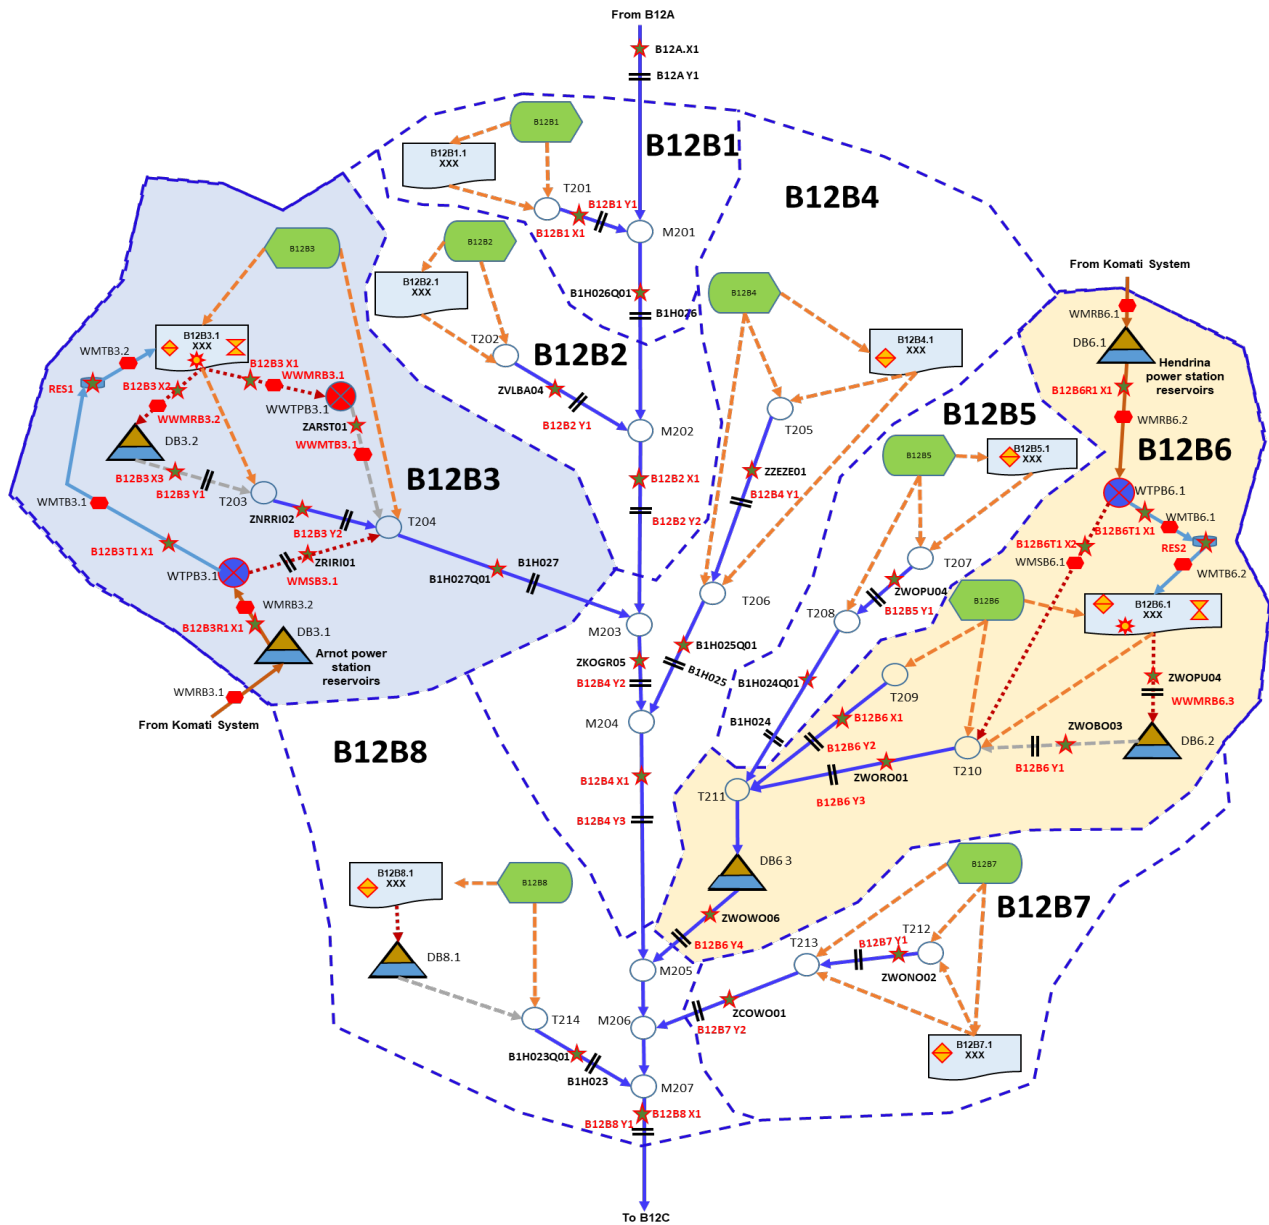 From B12A
B12A.X1
B12A Y1
B12B1
B12B1
B12B1.1
XXX
B12B4
T201
B12B1 Y1
B12B1 X1
M201
B12B3
B12B2
B12B2.1
XXX
From Komati System
B12B4
B1H026Q01
B1H026
WMRB6.1
B12B3.1
XXX
WMTB3.2
T202
B12B2
B12B4.1
XXX
DB6.1
Hendrina
power station
reservoirs
B12B3 X1
WWMRB3.1
RES1
B12B3 X2
ZVLBA04
B12B6R1 X1
WWMRB3.2
WWTPB3.1
ZARST01
B12B2 Y1
T205
B12B5
WMRB6.2
DB3.2
WWMTB3.1
M202
B12B5
B12B5.1
XXX
B12B6
B12B3 X3
B12B3 Y1
B12B3
B12B2 X1
ZZEZE01
B12B4 Y1
WTPB6.1
WMTB3.1
T203
ZNRRI02
B12B3 Y2
T204
B12B2 Y2
WMTB6.1
B12B6T1 X1
B12B3 T1 X1
ZRIRI01
B12B6T1 X2
RES2
WTPB3.1
WMSB3.1
B1H027Q01
B1H027
T207
WMSB6.1
WMTB6.2
ZWOPU04
B12B5 Y1
WMRB3.2
T206
T208
B12B6
B12B6.1
XXX
B12B3R1 X1
DB3.1
M203
Arnot power
station
reservoirs
ZKOGR05
B1H025Q01
B1H025
B12B4 Y2
B1H024Q01
T209
ZWOPU04
WMRB3.1
WWMRB6.3
From Komati System
M204
B1H024
B12B6 X1
B12B6 Y2
ZWOBO03
DB6.2
B12B8
T210
B12B6 Y1
B12B4 X1
ZWORO01
T211
B12B6 Y3
B12B4 Y3
DB6 3
B12B8.1
XXX
B12B8
B12B7
B12B7
ZWOWO06
T212
B12B7 Y1
T213
B12B6 Y4
DB8.1
M205
ZWONO02
ZCOWO01
T214
M206
B12B7 Y2
B12B7.1
XXX
B1H023Q01
B1H023
M207
B12B8 X1
B12B8 Y1
To B12C